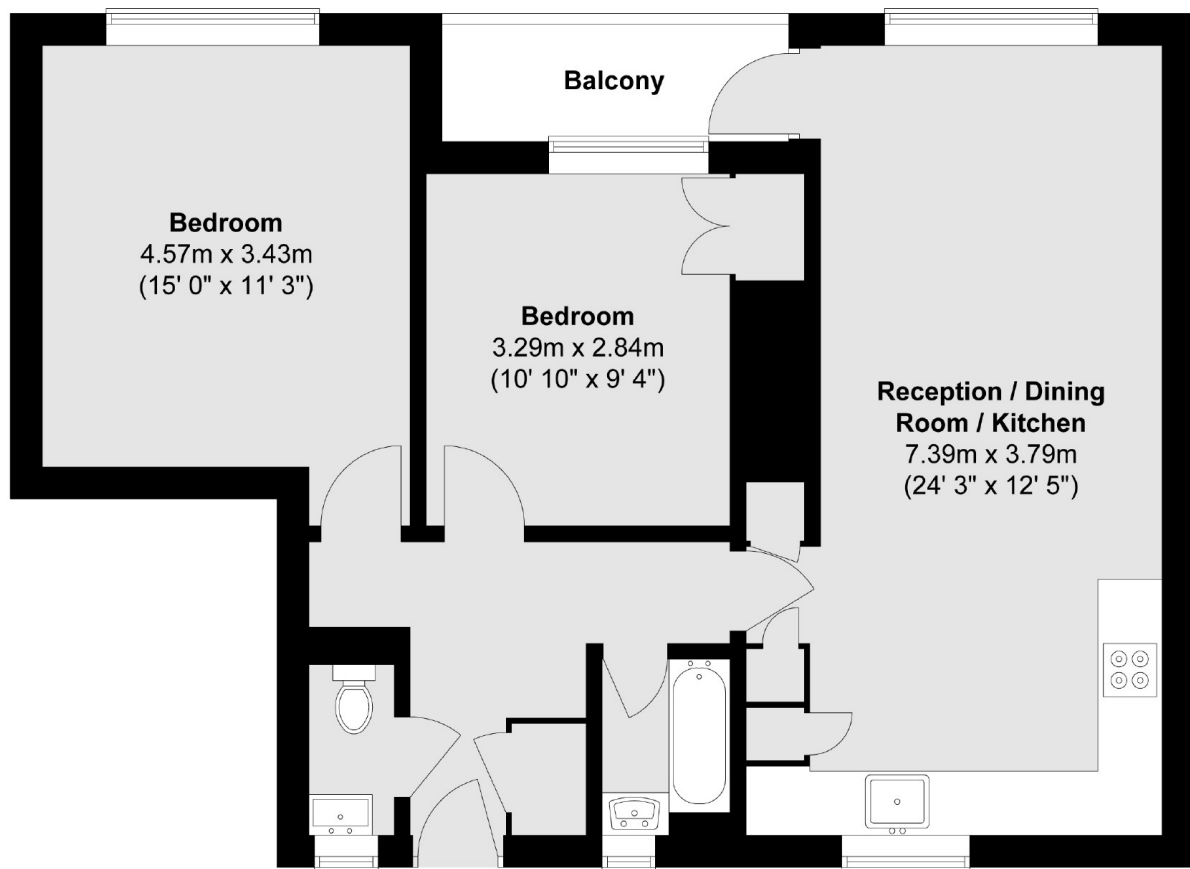 Balcony
Bedroom
4.57m x 3.43m
(15' 0" x 11' 3")
Bedroom
3.29m x 2.84m
(10' 10" x 9' 4")
Reception / Dining
Room / Kitchen
7.39m x 3.79m
(24' 3" x 12' 5")